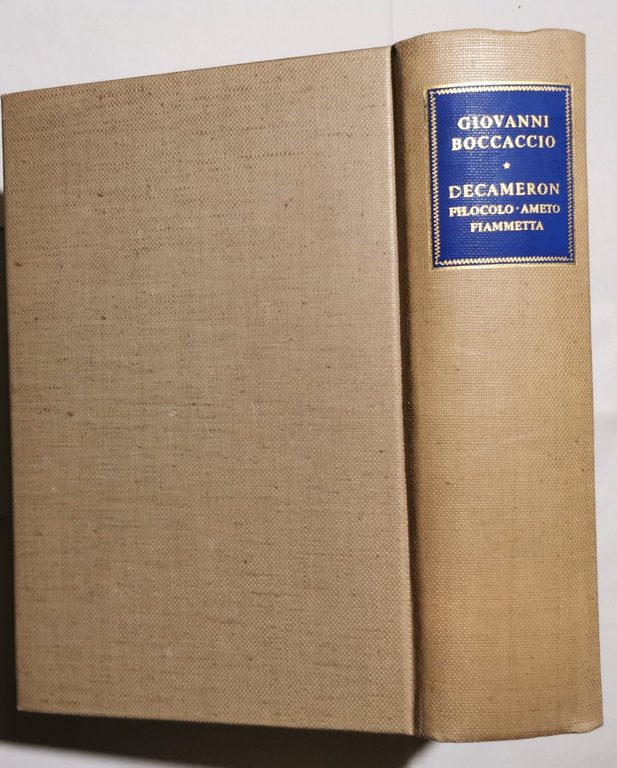 GIOVANNI
BOCCACCIO
★
DECAMERON
FILOCOLO · AMETO
FIAMMETTA